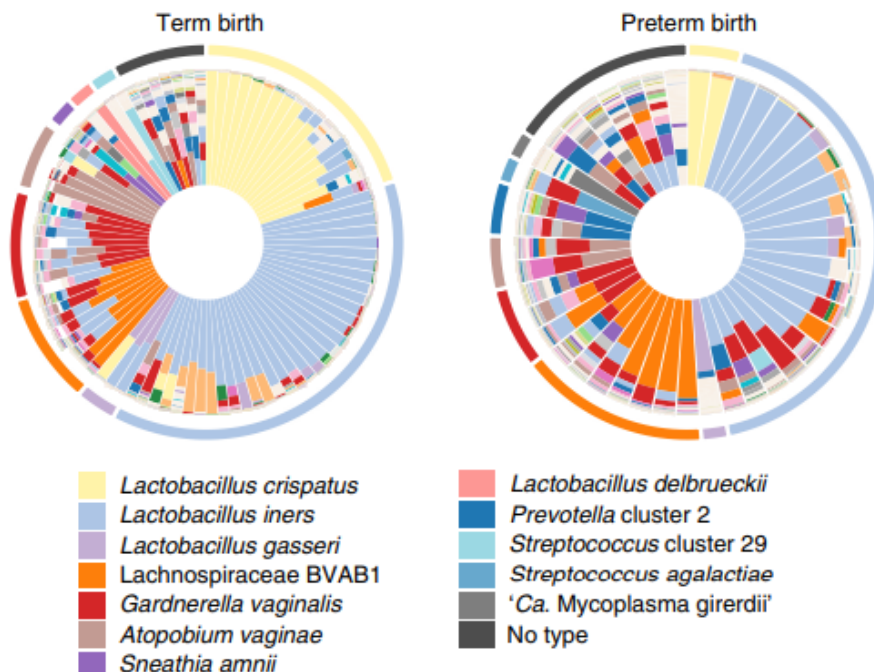 Term birth
Preterm birth
Lactobacillus crispatus
Lactobacillus iners
Lactobacillus gasseri
Lachnospiraceae BVAB1
Gardnerella vaginalis
Atopobium vaginae
Sneathia amnii
Lactobacillus delbrueckii
Prevotella cluster 2
Streptococcus cluster 29
Streptococcus agalactiae
‘Ca. Mycoplasma girerdii’
No type